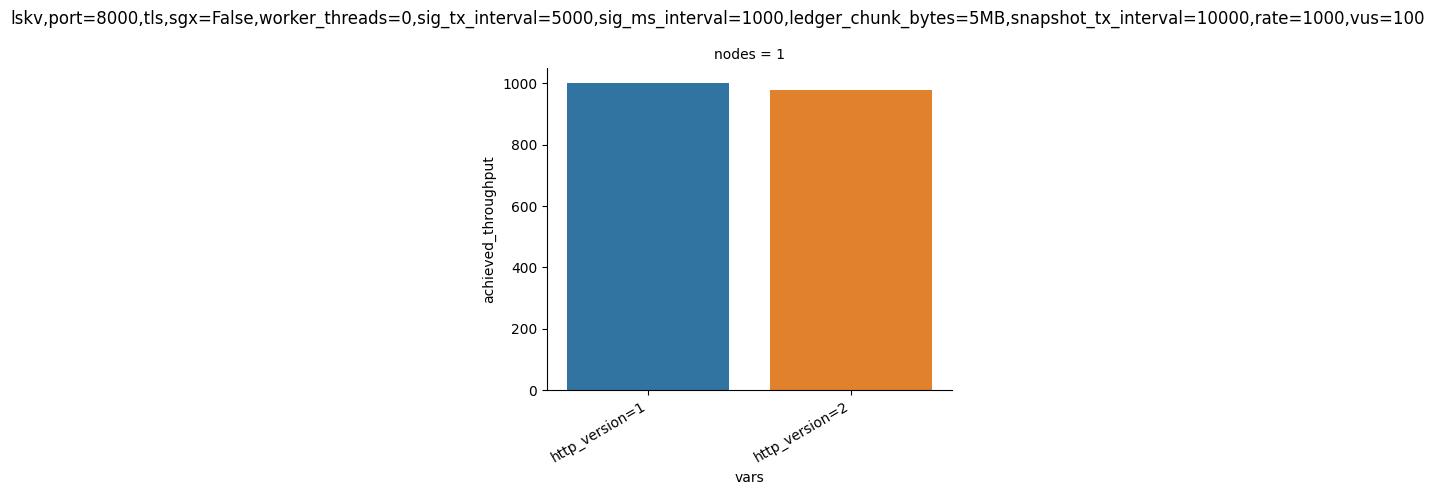 lskv,port=8000,tls,sgx=False,worker_threads=0,sig_tx_interval=5000,sig_ms_interval=1000,ledger_chunk_bytes=5MB,snapshot_tx_interval=10000,rate=1000,vus=100
nodes = 1
1000
800
600
400
200
0
achieved_throughput
http_version=1
http_version=2
vars